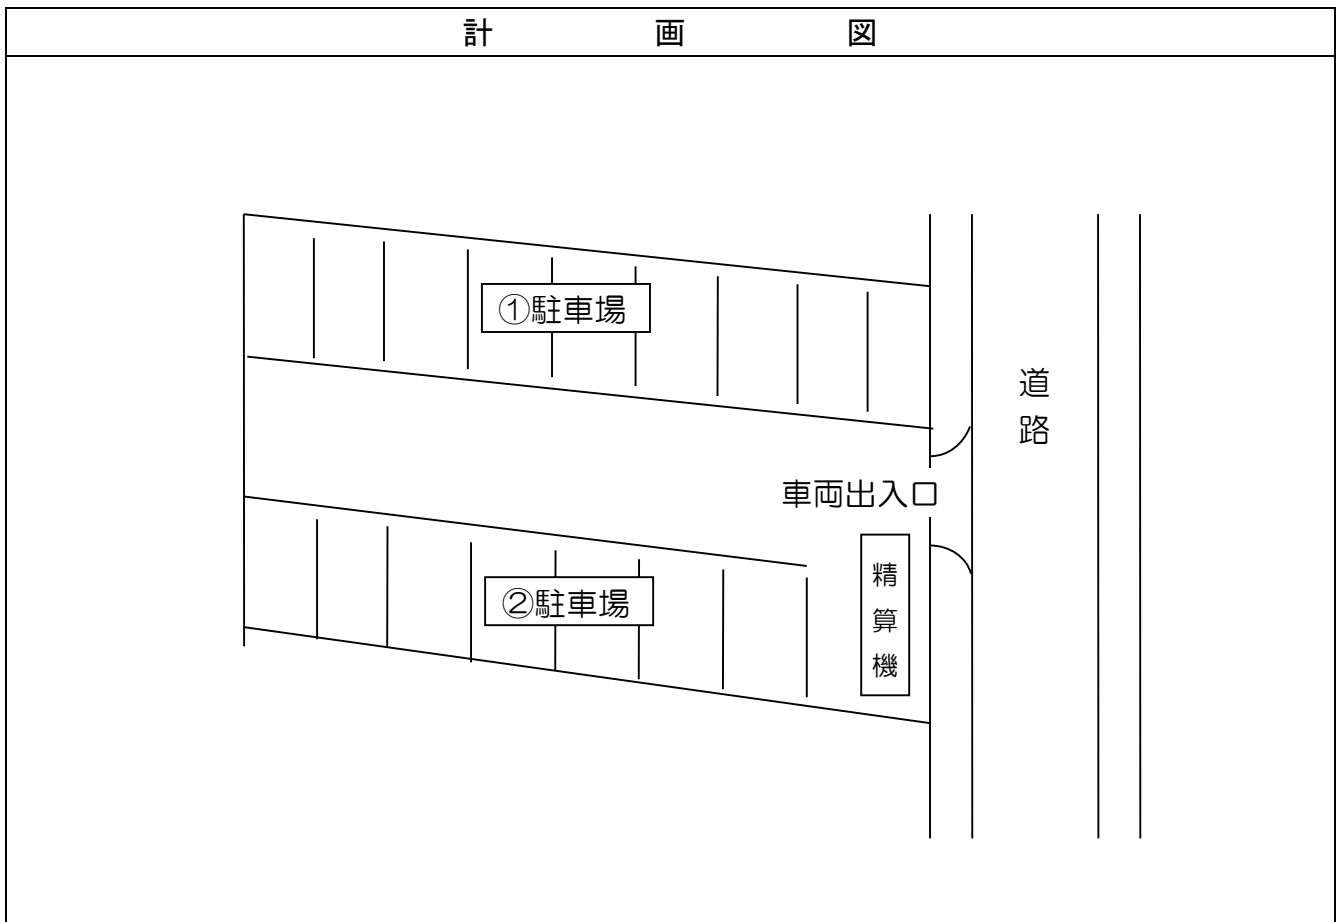 計画図
①駐車場
道路
車両出入口
②駐車場
精算機